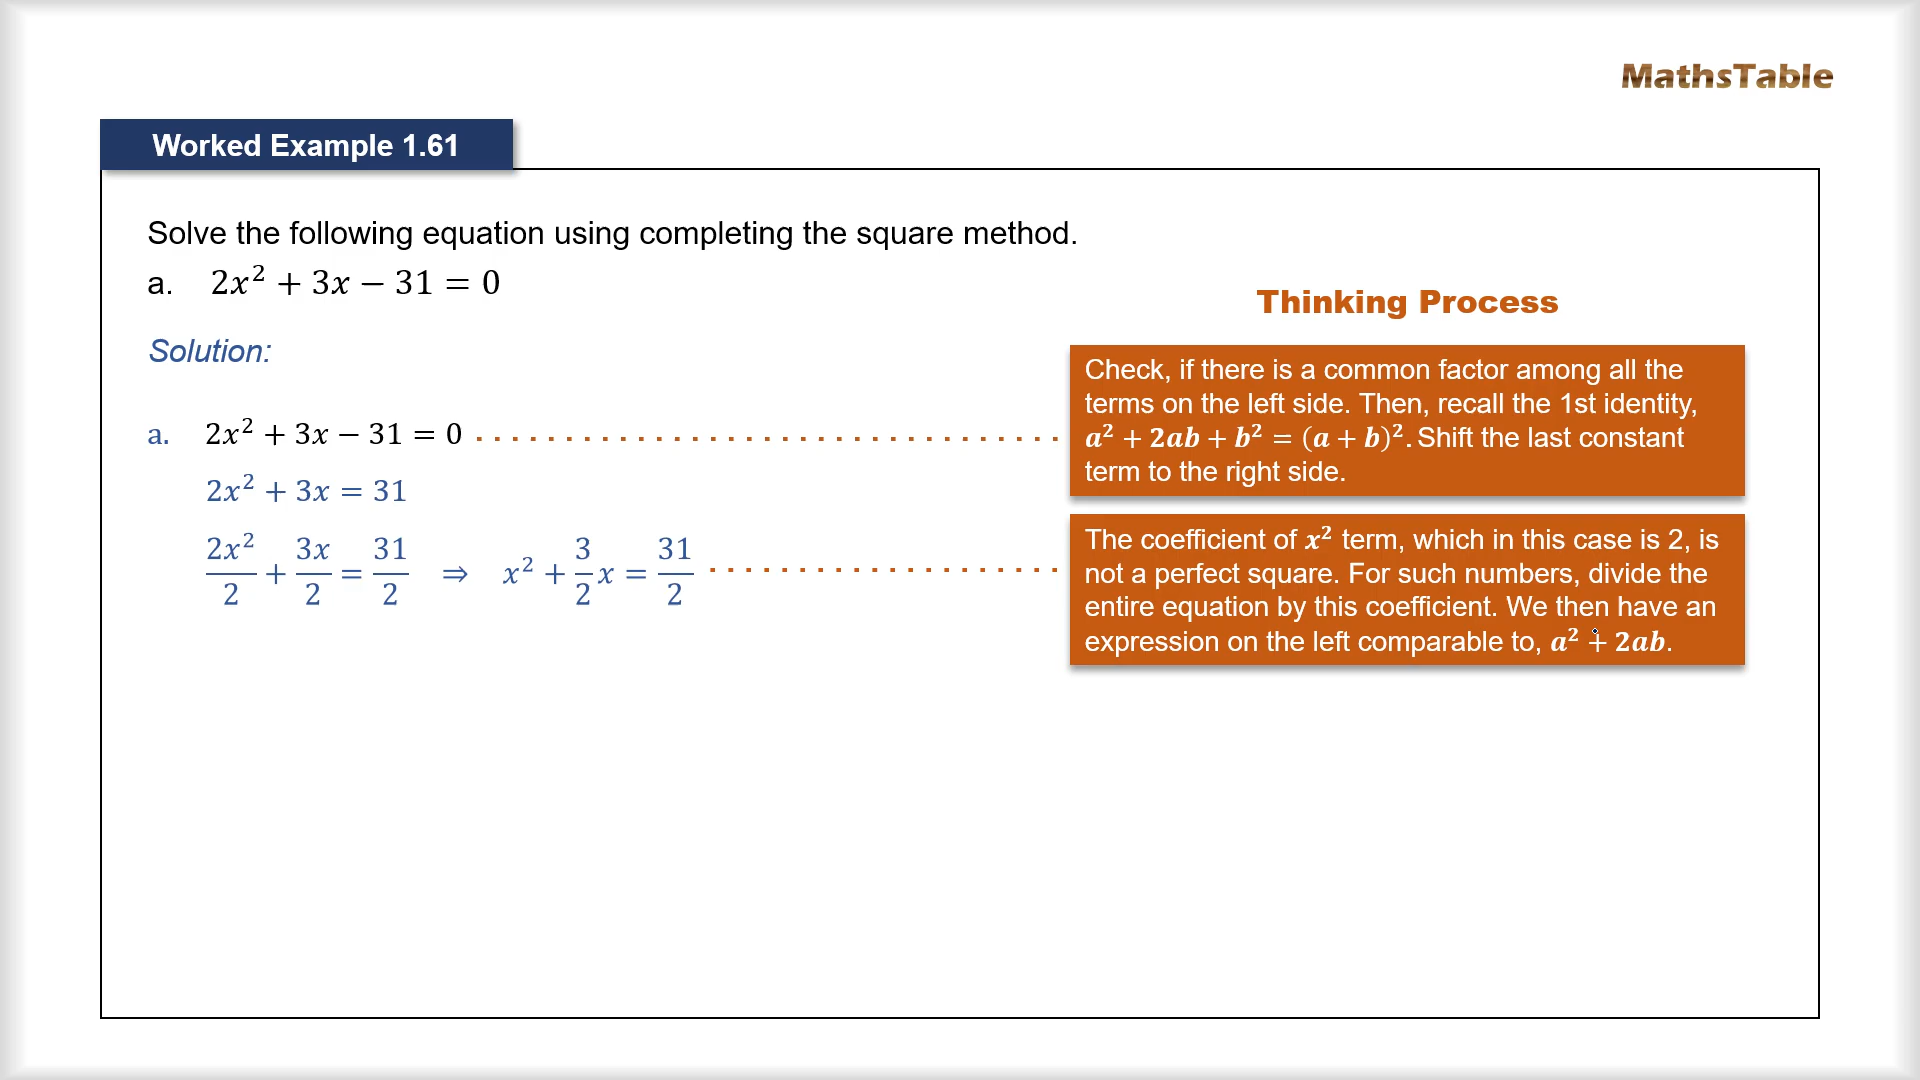 MathsTable
Worked Example 1.61
Solve the following equation using completing the square method.
a. 2x² + 3x − 31 = 0
Thinking Process
Solution:
Check, if there is a common factor among all the
terms on the left side. Then, recall the 1st identity,
a² + 2ab + b² = (a + b)². Shift the last constant
term to the right side.
a. 2x² + 3x − 31 = 0
2x² + 3x = 31
2x²/2 + 3x/2 = 31/2 ⇒ x² + 3/2 x = 31/2
The coefficient of x² term, which in this case is 2, is
not a perfect square. For such numbers, divide the
entire equation by this coefficient. We then have an
expression on the left comparable to, a² + 2ab.